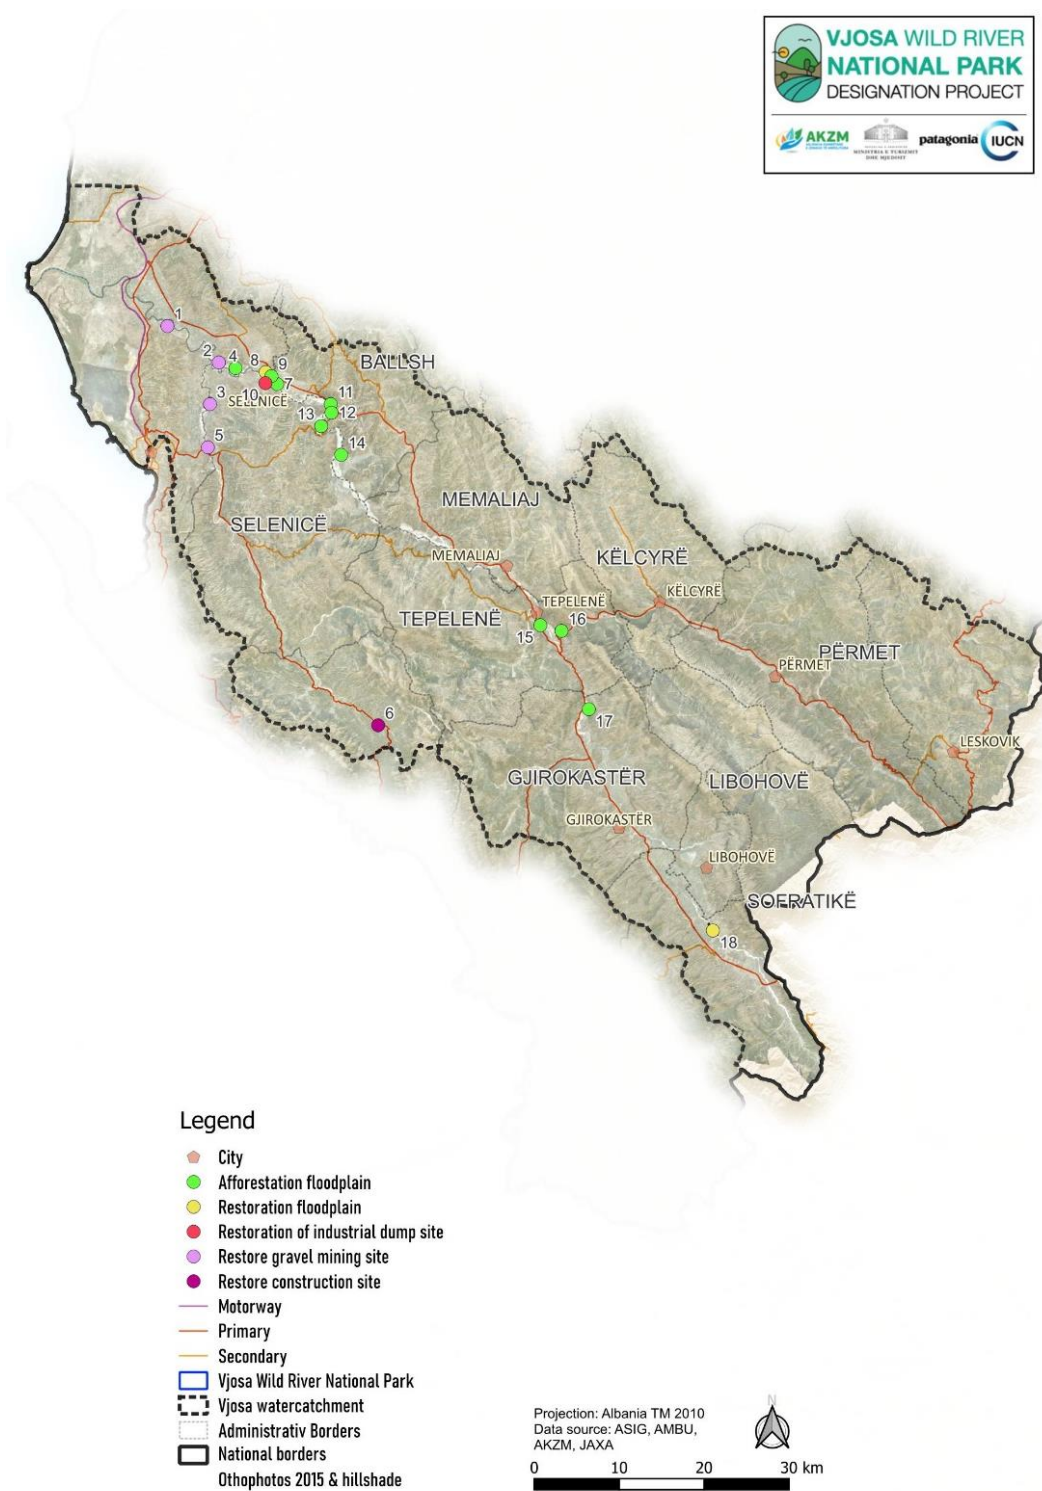 VJOSA WILD RIVER
NATIONAL PARK
DESIGNATION PROJECT
AKZM
MINISTRIA E TURIZMIT
DHE MJEDISIT
patagonia
IUCN
1
2
4
8
9
BALLSH
7
3
10
SELENICË
11
12
13
5
14
MEMALIAJ
SELENICË
MEMALIAJ
KËLCYRË
KËLCYRË
TEPELENË
TEPELENË
16
15
PËRMET
PËRMET
6
17
LESKOVIK
GJIROKASTËR
LIBOHOVË
GJIROKASTËR
LIBOHOVË
SOFRATIKË
18
Legend
City
Afforestation floodplain
Restoration floodplain
Restoration of industrial dump site
Restore gravel mining site
Restore construction site
Motorway
Primary
Secondary
Vjosa Wild River National Park
Vjosa watercatchment
Administrativ Borders
National borders
Othophotos 2015 & hillshade
Projection: Albania TM 2010
Data source: ASIG, AMBU,
AKZM, JAXA
N
0 10 20 30 km